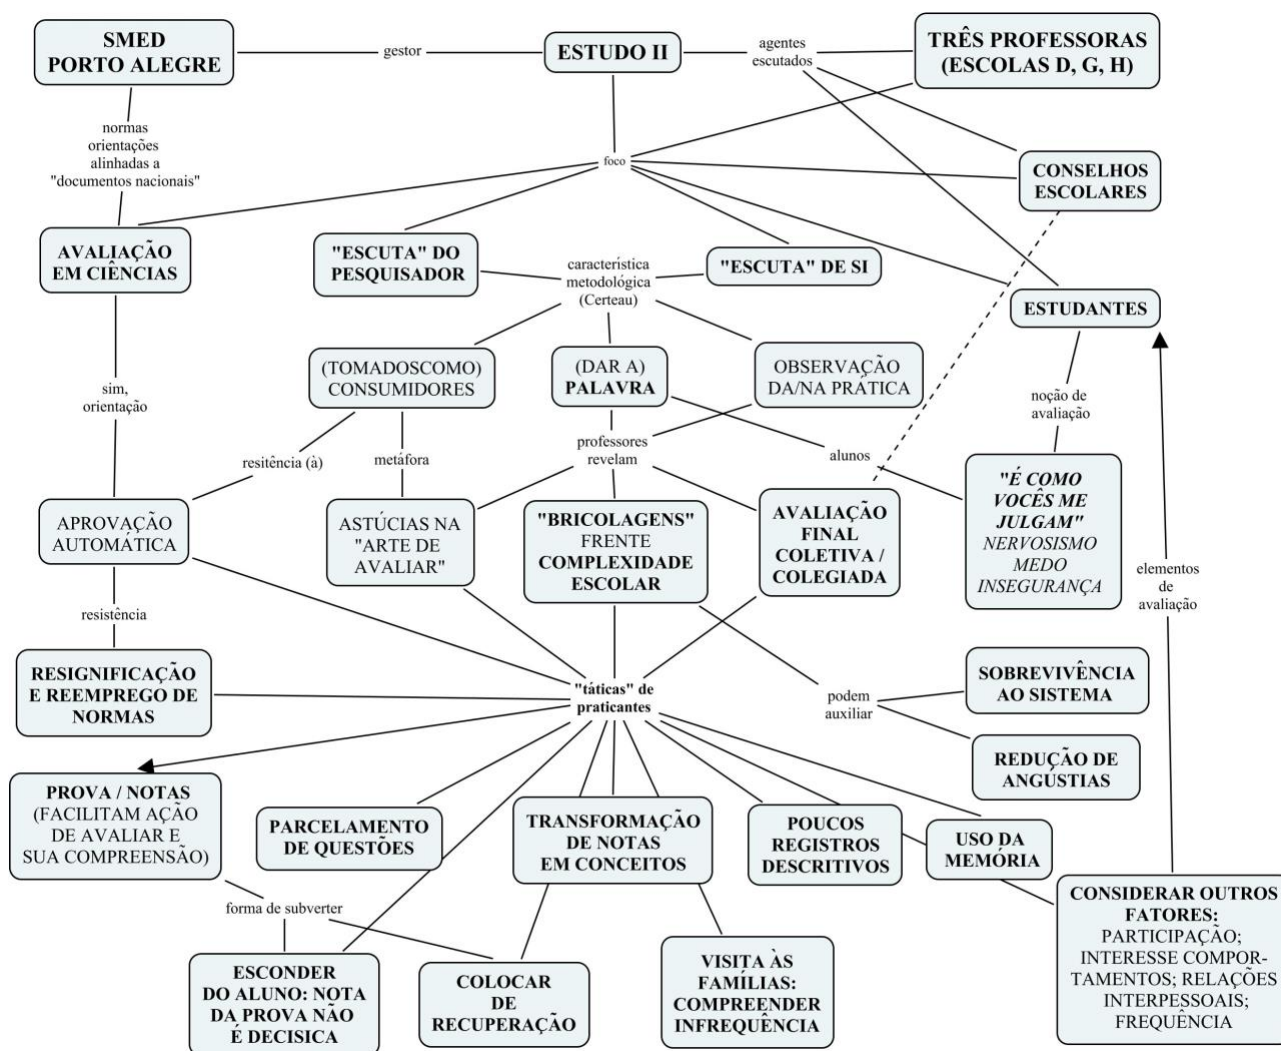 SMED
PORTO ALEGRE
gestor
ESTUDO II
agentes
escutados
TRÊS PROFESSORAS
(ESCOLAS D, G, H)
normas
orientações
alinhadas a
"documentos nacionais"
foco
CONSELHOS
ESCOLARES
AVALIAÇÃO
EM CIÊNCIAS
"ESCUTA" DO
PESQUISADOR
característica
metodológica
(Certeau)
"ESCUTA" DE SI
ESTUDANTES
(TOMADOSCOMO)
CONSUMIDORES
(DAR A)
PALAVRA
OBSERVAÇÃO
DA/NA PRÁTICA
sim,
orientação
noção de
avaliação
resitência (à)
metáfora
professores
revelam
alunos
APROVAÇÃO
AUTOMÁTICA
ASTÚCIAS NA
"ARTE DE
AVALIAR"
"BRICOLAGENS"
FRENTE
COMPLEXIDADE
ESCOLAR
AVALIAÇÃO
FINAL
COLETIVA /
COLEGIADA
"É COMO
VOCÊS ME
JULGAM"
NERVOSISMO
MEDO
INSEGURANÇA
elementos
de
avaliação
resistência
RESIGNIFICAÇÃO
E REEMPREGO DE
NORMAS
"táticas" de
praticantes
podem
auxiliar
SOBREVIVÊNCIA
AO SISTEMA
REDUÇÃO DE
ANGÚSTIAS
PROVA / NOTAS
(FACILITAM AÇÃO
DE AVALIAR E
SUA COMPREENSÃO)
PARCELAMENTO
DE QUESTÕES
TRANSFORMAÇÃO
DE NOTAS
EM CONCEITOS
POUCOS
REGISTROS
DESCRITIVOS
USO DA
MEMÓRIA
CONSIDERAR OUTROS
FATORES:
PARTICIPAÇÃO;
INTERESSE COMPOR-
TAMENTOS; RELAÇÕES
INTERPESSOAIS;
FREQUÊNCIA
forma de subverter
ESCONDER
DO ALUNO: NOTA
DA PROVA NÃO
É DECISICA
COLOCAR
DE
RECUPERAÇÃO
VISITA ÀS
FAMÍLIAS:
COMPREENDER
INFREQUÊNCIA